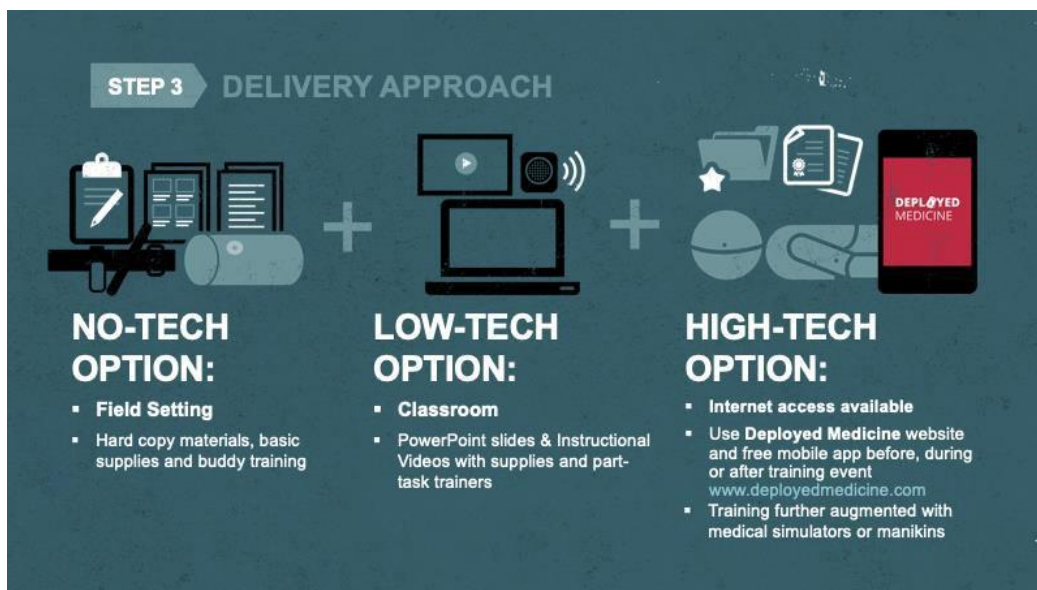 STEP 3 DELIVERY APPROACH
DEPLOYED
MEDICINE
NO-TECH
OPTION:
▪ Field Setting
▪ Hard copy materials, basic
supplies and buddy training
LOW-TECH
OPTION:
▪ Classroom
▪ PowerPoint slides & Instructional
Videos with supplies and part-
task trainers
HIGH-TECH
OPTION:
▪ Internet access available
▪ Use Deployed Medicine website
and free mobile app before, during
or after training event
www.deployedmedicine.com
▪ Training further augmented with
medical simulators or manikins